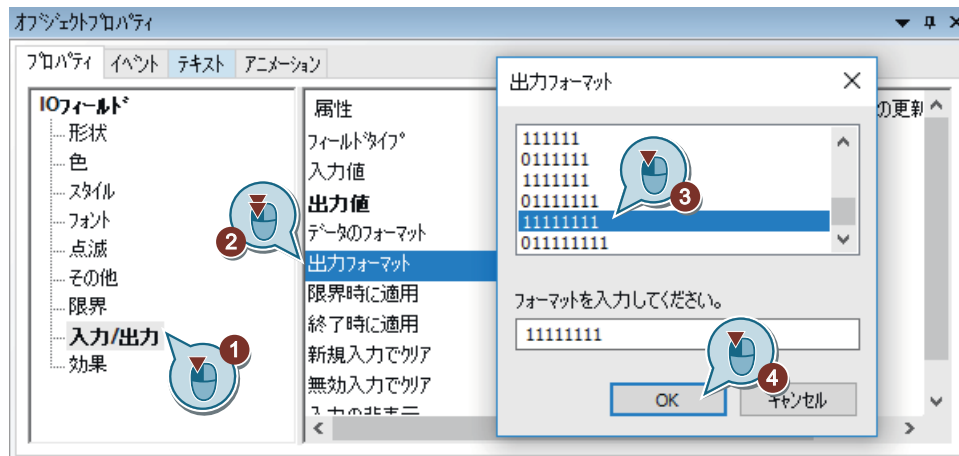 オブジェクトプロパティ
プロパティ イベント テキスト アニメーション
IOフィールド
形状
色
スタイル
フォント
点滅
その他
限界
入力/出力
効果
属性
の更新
フィールドタイプ
入力値
出力値
データのフォーマット
出力フォーマット
限界時に適用
終了時に適用
新規入力でクリア
無効入力でクリア
入力の非表示
出力フォーマット
111111
0111111
1111111
01111111
11111111
011111111
フォーマットを入力してください。
11111111
OK キャンセル
1
2
3
4